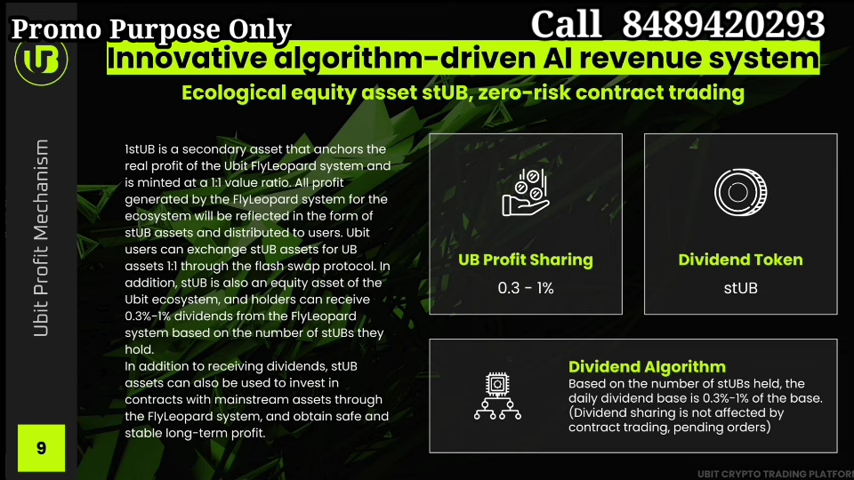 Promo Purpose Only
Call 8489420293
UB
Innovative algorithm-driven AI revenue system
Ecological equity asset stUB, zero-risk contract trading
Ubit Profit Mechanism
1stUB is a secondary asset that anchors the
real profit of the Ubit FlyLeopard system and
is minted at a 1:1 value ratio. All profit
generated by the FlyLeopard system for the
ecosystem will be reflected in the form of
stUB assets and distributed to users. Ubit
users can exchange stUB assets for UB
assets 1:1 through the flash swap protocol. In
addition, stUB is also an equity asset of the
Ubit ecosystem, and holders can receive
0.3%-1% dividends from the FlyLeopard
system based on the number of stUBs they
hold.
In addition to receiving dividends, stUB
assets can also be used to invest in
contracts with mainstream assets through
the FlyLeopard system, and obtain safe and
stable long-term profit.
UB Profit Sharing
0.3 - 1%
Dividend Token
stUB
Dividend Algorithm
Based on the number of stUBs held, the
daily dividend base is 0.3%-1% of the base.
(Dividend sharing is not affected by
contract trading, pending orders)
9
UBIT CRYPTO TRADING PLATFOR